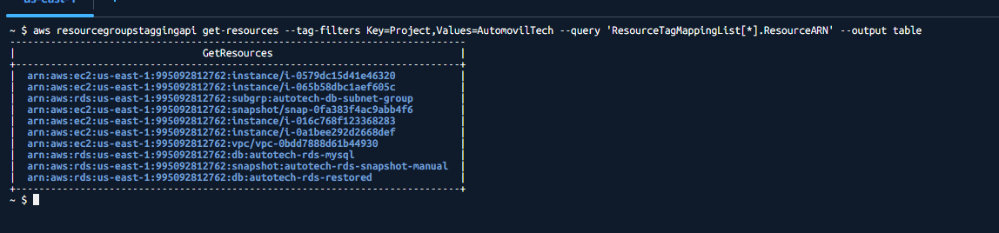 us-east-1
~ $ aws resourcegroupstaggingapi get-resources --tag-filters Key=Project,Values=AutomovilTech --query 'ResourceTagMappingList[*].ResourceARN' --output table
-----------------------------------------------------------------------------
| GetResources |
+---------------------------------------------------------------------------+
| arn:aws:ec2:us-east-1:995092812762:instance/i-0579dc15d41e46320 |
| arn:aws:ec2:us-east-1:995092812762:instance/i-065b58dbc1aef605c |
| arn:aws:rds:us-east-1:995092812762:subgrp:autotech-db-subnet-group |
| arn:aws:ec2:us-east-1:995092812762:snapshot/snap-0fa383f4ac9abb4f6 |
| arn:aws:ec2:us-east-1:995092812762:instance/i-016c768f123368283 |
| arn:aws:ec2:us-east-1:995092812762:instance/i-0a1bee292d2668def |
| arn:aws:ec2:us-east-1:995092812762:vpc/vpc-0bdd7888d61b44930 |
| arn:aws:rds:us-east-1:995092812762:db:autotech-rds-mysql |
| arn:aws:rds:us-east-1:995092812762:snapshot:autotech-rds-snapshot-manual |
| arn:aws:rds:us-east-1:995092812762:db:autotech-rds-restored |
+---------------------------------------------------------------------------+
~ $